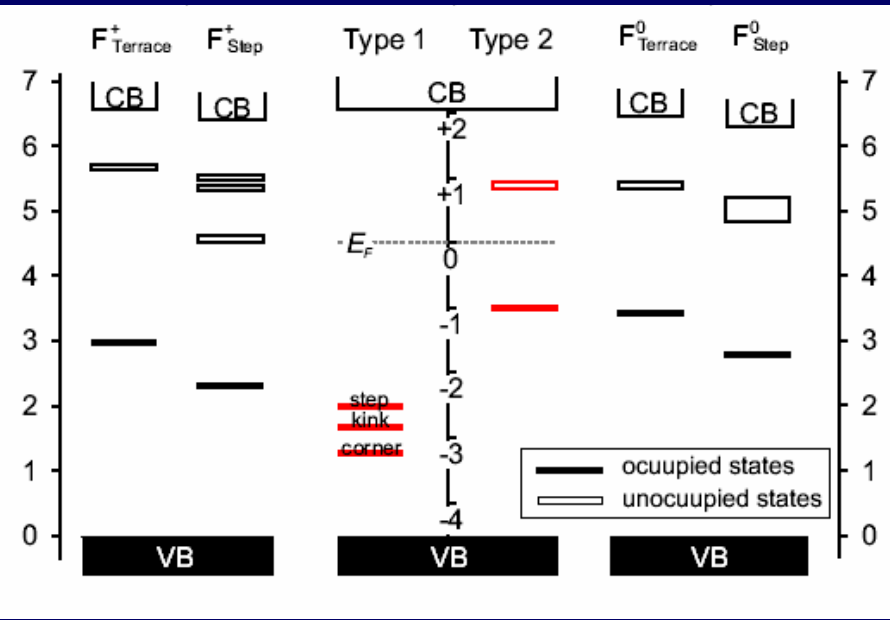 F⁺Terrace F⁺Step Type 1 Type 2 F⁰Terrace F⁰Step
7 CB CB CB CB CB 7
+2
6 6
+1
5 5
E_F
0
4 4
-1
3 3
-2
step
2 2
kink
corner -3
ocuupied states
1 1
unocuupied states
-4
0 0
VB VB VB